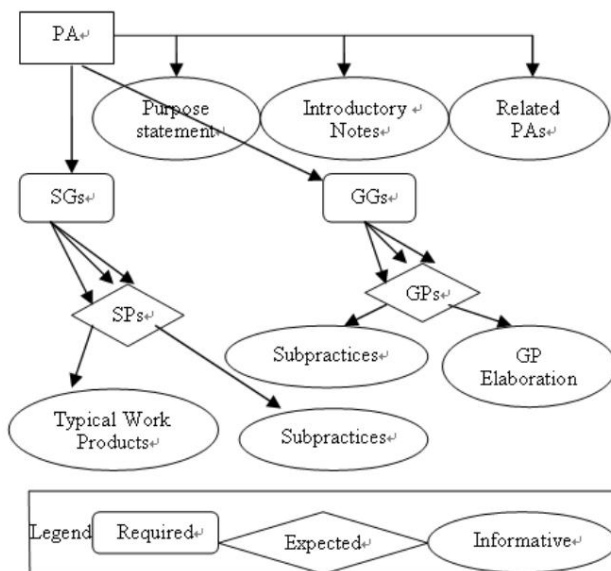 PA
Purpose
statement
Introductory
Notes
Related
PAs
SGs
GGs
SPs
GPs
Subpractices
GP
Elaboration
Typical Work
Products
Subpractices
Legend
Required
Expected
Informative